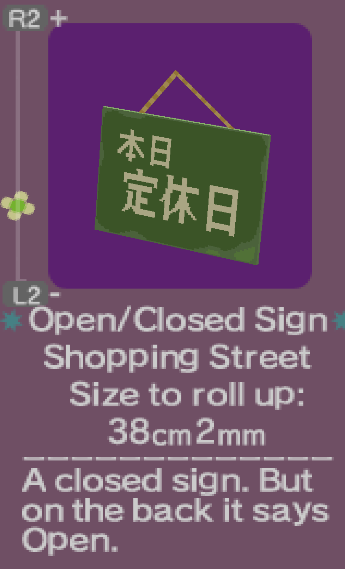 R2 +
本日
定休日
L2 -
Open/Closed Sign
Shopping Street
Size to roll up:
38cm2mm
A closed sign. But
on the back it says
Open.